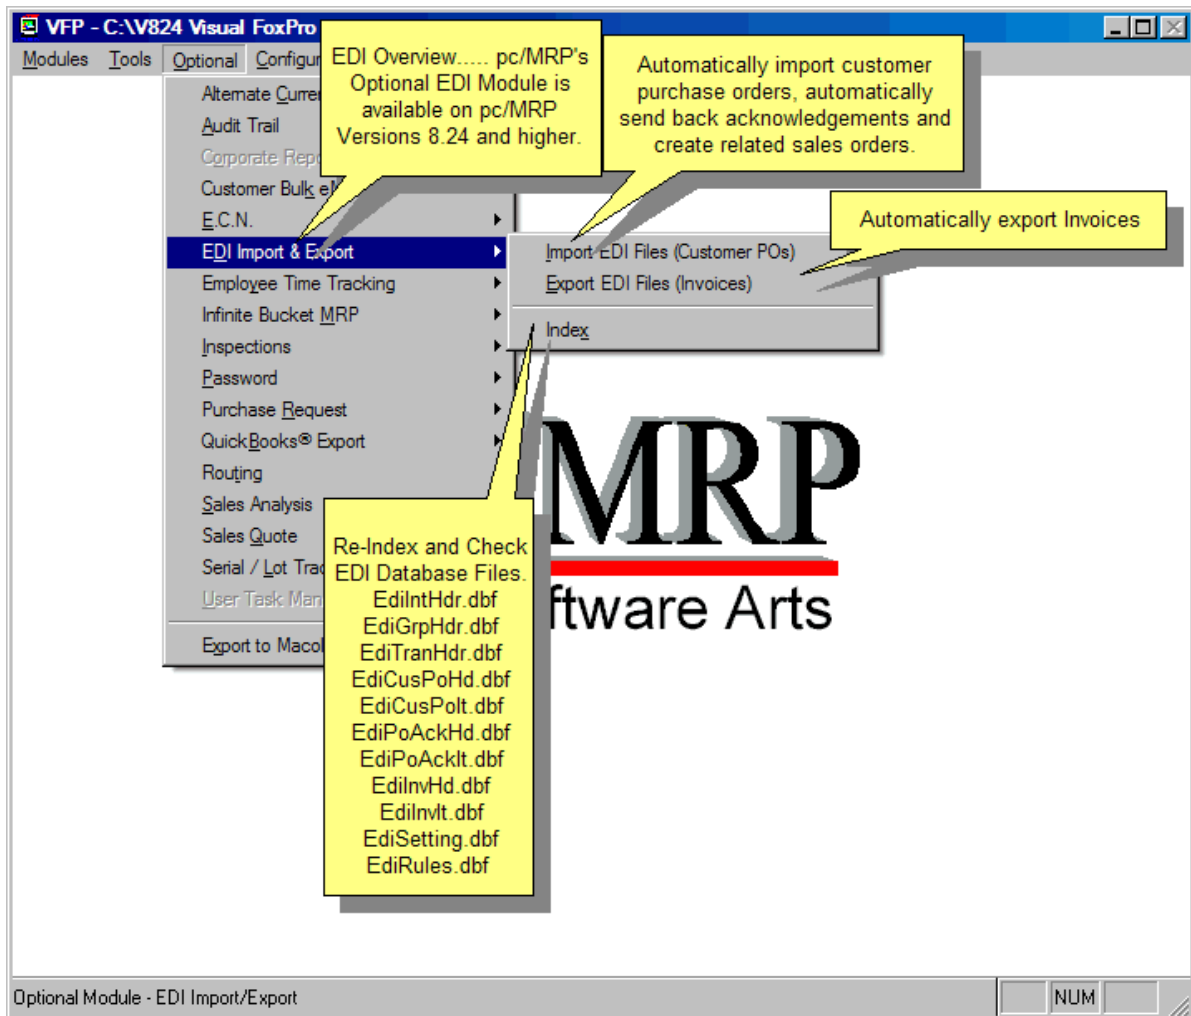 VFP - C:\V824 Visual FoxPro
Modules Tools Optional Configur
EDI Overview..... pc/MRP's
Optional EDI Module is
available on pc/MRP
Versions 8.24 and higher.
Automatically import customer
purchase orders, automatically
send back acknowledgements and
create related sales orders.
Automatically export Invoices
Alternate Curre
Audit Trail
Corporate Repo
Customer Bulk eM
E.C.N.
EDI Import & Export
Employee Time Tracking
Infinite Bucket MRP
Inspections
Password
Purchase Request
QuickBooks® Export
Routing
Sales Analysis
Sales Quote
Serial / Lot Trac
User Task Man
Export to Macol
Import EDI Files (Customer POs)
Export EDI Files (Invoices)
Index
Re-Index and Check
EDI Database Files.
EdiIntHdr.dbf
EdiGrpHdr.dbf
EdiTranHdr.dbf
EdiCusPoHd.dbf
EdiCusPoIt.dbf
EdiPoAckHd.dbf
EdiPoAckIt.dbf
EdiInvHd.dbf
EdiInvIt.dbf
EdiSetting.dbf
EdiRules.dbf
MRP
ftware Arts
Optional Module - EDI Import/Export
NUM